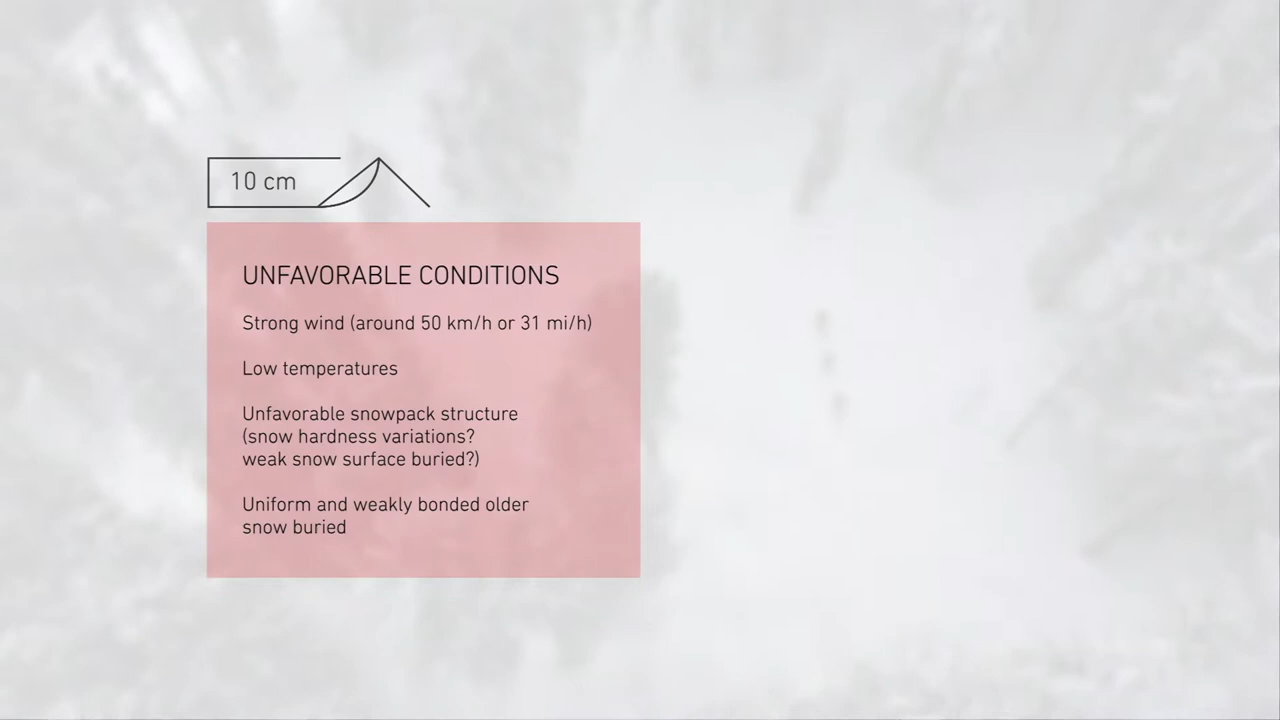 10 cm
UNFAVORABLE CONDITIONS
Strong wind (around 50 km/h or 31 mi/h)
Low temperatures
Unfavorable snowpack structure
(snow hardness variations?
weak snow surface buried?)
Uniform and weakly bonded older
snow buried